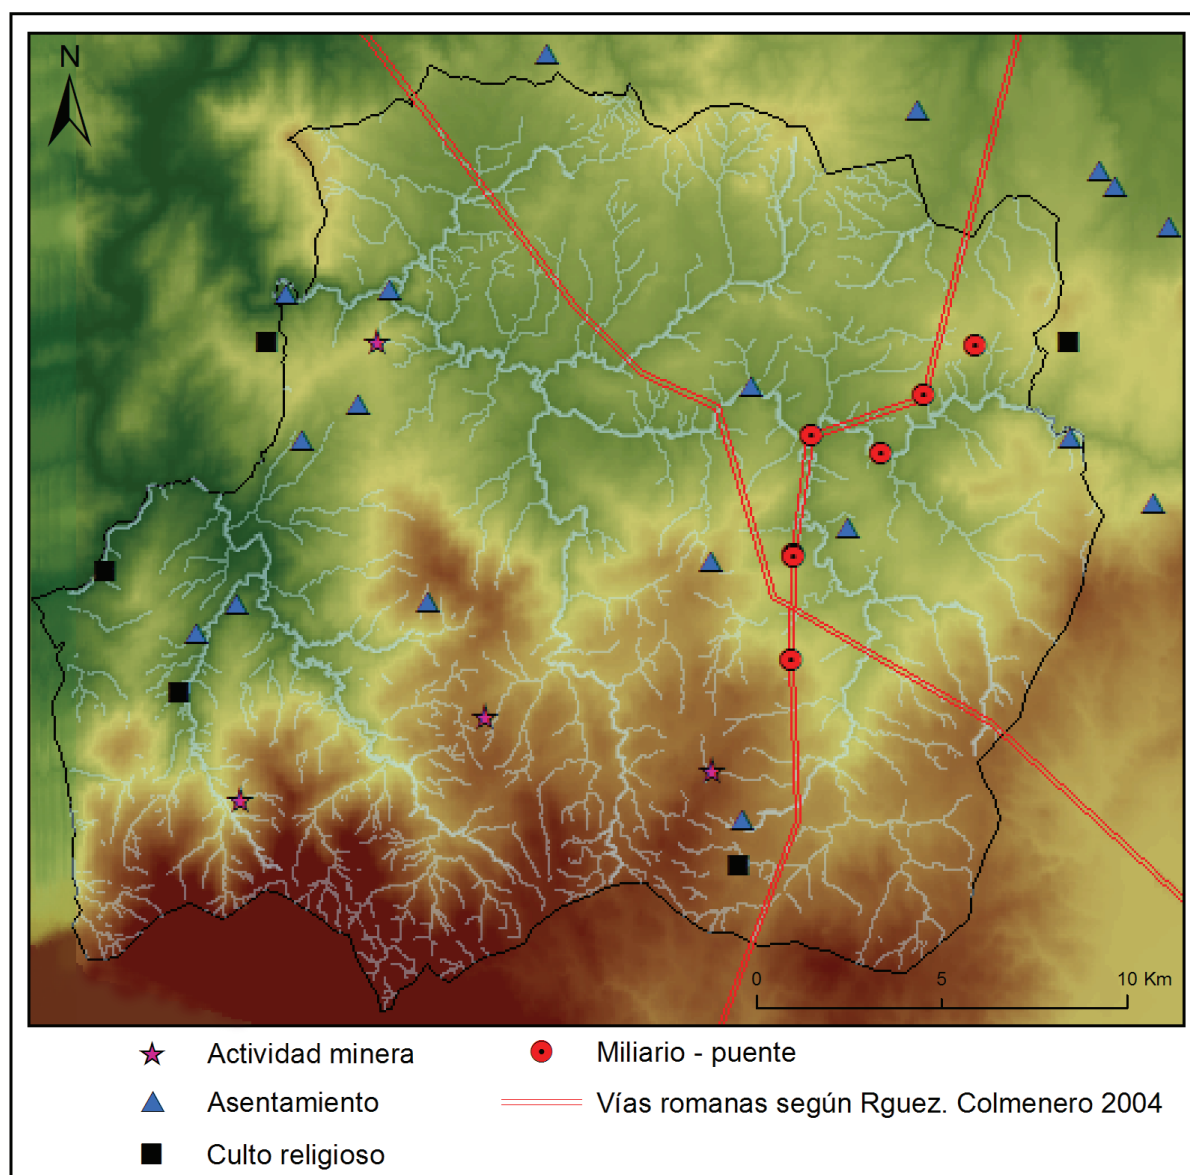 N
0 5 10 Km
Actividad minera
Miliario - puente
Asentamiento
Vías romanas según Rguez. Colmenero 2004
Culto religioso